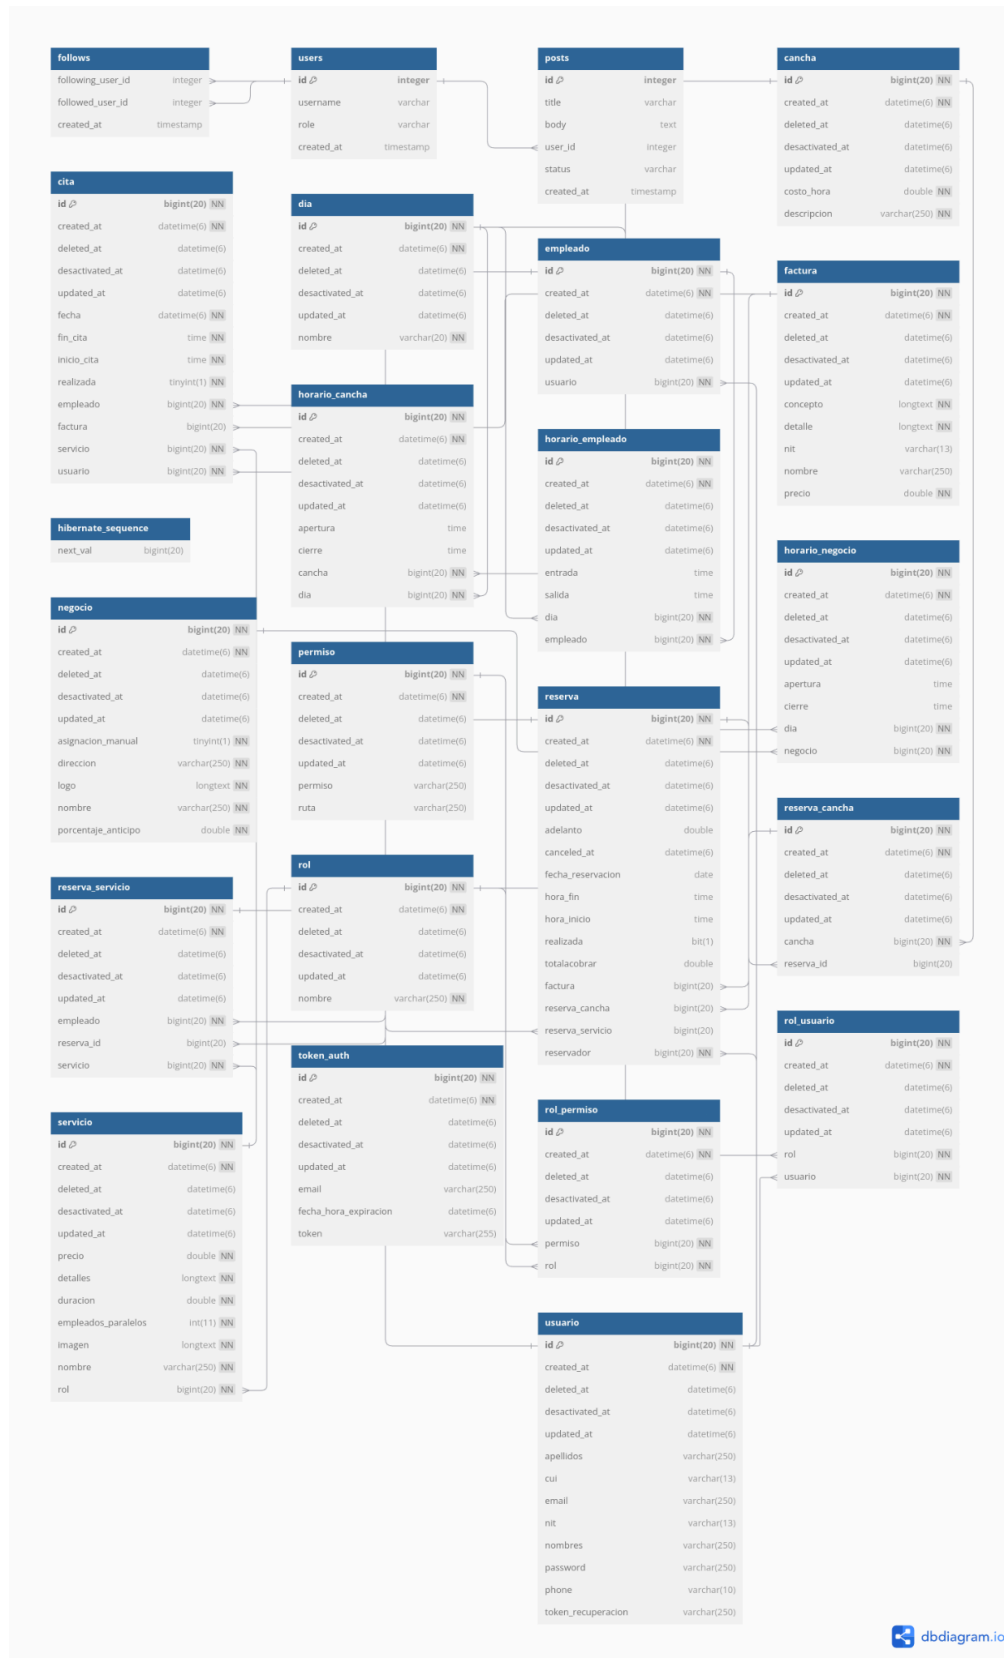 follows
following_user_id integer
followed_user_id integer
created_at timestamp
users
id integer
username varchar
role varchar
created_at timestamp
posts
id integer
title varchar
body text
user_id integer
status varchar
created_at timestamp
cancha
id bigint(20) NN
created_at datetime(6) NN
deleted_at datetime(6)
desactivated_at datetime(6)
updated_at datetime(6)
costo_hora double NN
descripcion varchar(250) NN
cita
id bigint(20) NN
created_at datetime(6) NN
deleted_at datetime(6)
desactivated_at datetime(6)
updated_at datetime(6)
fecha datetime(6) NN
fin_cita time NN
inicio_cita time NN
realizada tinyint(1) NN
empleado bigint(20) NN
factura bigint(20)
servicio bigint(20) NN
usuario bigint(20) NN
dia
id bigint(20) NN
created_at datetime(6) NN
deleted_at datetime(6)
desactivated_at datetime(6)
updated_at datetime(6)
nombre varchar(20) NN
empleado
id bigint(20) NN
created_at datetime(6) NN
deleted_at datetime(6)
desactivated_at datetime(6)
updated_at datetime(6)
usuario bigint(20) NN
factura
id bigint(20) NN
created_at datetime(6) NN
deleted_at datetime(6)
desactivated_at datetime(6)
updated_at datetime(6)
concepto longtext NN
detalle longtext NN
nit varchar(13)
nombre varchar(250)
precio double NN
horario_cancha
id bigint(20) NN
created_at datetime(6) NN
deleted_at datetime(6)
desactivated_at datetime(6)
updated_at datetime(6)
apertura time
cierre time
cancha bigint(20) NN
dia bigint(20) NN
horario_empleado
id bigint(20) NN
created_at datetime(6) NN
deleted_at datetime(6)
desactivated_at datetime(6)
updated_at datetime(6)
entrada time
salida time
dia bigint(20) NN
empleado bigint(20) NN
hibernate_sequence
next_val bigint(20)
horario_negocio
id bigint(20) NN
created_at datetime(6) NN
deleted_at datetime(6)
desactivated_at datetime(6)
updated_at datetime(6)
apertura time
cierre time
dia bigint(20) NN
negocio bigint(20) NN
negocio
id bigint(20) NN
created_at datetime(6) NN
deleted_at datetime(6)
desactivated_at datetime(6)
updated_at datetime(6)
asignacion_manual tinyint(1) NN
direccion varchar(250) NN
logo longtext NN
nombre varchar(250) NN
porcentaje_anticipo double NN
permiso
id bigint(20) NN
created_at datetime(6) NN
deleted_at datetime(6)
desactivated_at datetime(6)
updated_at datetime(6)
permiso varchar(250)
ruta varchar(250)
reserva
id bigint(20) NN
created_at datetime(6) NN
deleted_at datetime(6)
desactivated_at datetime(6)
updated_at datetime(6)
adelanto double
canceled_at datetime(6)
fecha_reservacion date
hora_fin time
hora_inicio time
realizada bit(1)
totalacobrar double
factura bigint(20)
reserva_cancha bigint(20)
reserva_servicio bigint(20)
reservador bigint(20) NN
reserva_cancha
id bigint(20) NN
created_at datetime(6) NN
deleted_at datetime(6)
desactivated_at datetime(6)
updated_at datetime(6)
cancha bigint(20) NN
reserva_id bigint(20)
reserva_servicio
id bigint(20) NN
created_at datetime(6) NN
deleted_at datetime(6)
desactivated_at datetime(6)
updated_at datetime(6)
empleado bigint(20) NN
reserva_id bigint(20)
servicio bigint(20) NN
rol
id bigint(20) NN
created_at datetime(6) NN
deleted_at datetime(6)
desactivated_at datetime(6)
updated_at datetime(6)
nombre varchar(250) NN
rol_usuario
id bigint(20) NN
created_at datetime(6) NN
deleted_at datetime(6)
desactivated_at datetime(6)
updated_at datetime(6)
rol bigint(20) NN
usuario bigint(20) NN
token_auth
id bigint(20) NN
created_at datetime(6) NN
deleted_at datetime(6)
desactivated_at datetime(6)
updated_at datetime(6)
email varchar(250)
fecha_hora_expiracion datetime(6)
token varchar(255)
rol_permiso
id bigint(20) NN
created_at datetime(6) NN
deleted_at datetime(6)
desactivated_at datetime(6)
updated_at datetime(6)
permiso bigint(20) NN
rol bigint(20) NN
servicio
id bigint(20) NN
created_at datetime(6) NN
deleted_at datetime(6)
desactivated_at datetime(6)
updated_at datetime(6)
precio double NN
detalles longtext NN
duracion double NN
empleados_paralelos int(11) NN
imagen longtext NN
nombre varchar(250) NN
rol bigint(20) NN
usuario
id bigint(20) NN
created_at datetime(6) NN
deleted_at datetime(6)
desactivated_at datetime(6)
updated_at datetime(6)
apellidos varchar(250)
cui varchar(13)
email varchar(250)
nit varchar(13)
nombres varchar(250)
password varchar(250)
phone varchar(10)
token_recuperacion varchar(250)
dbdiagram.io